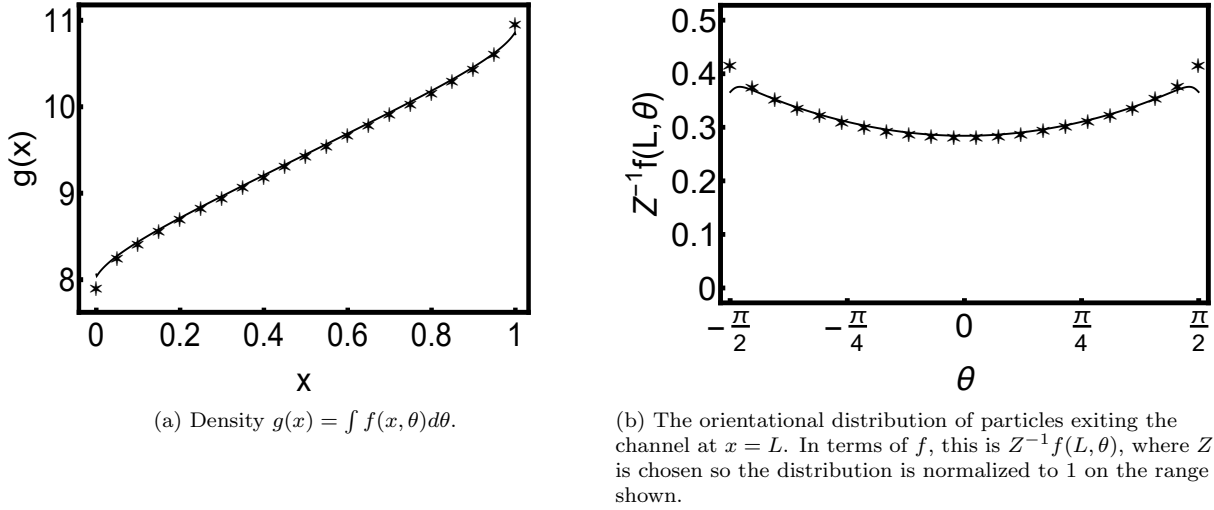 11
10
9
8
g(x)
0 0.2 0.4 0.6 0.8 1
x
(a) Density g(x) = ∫ f(x, θ)dθ.
0.5
0.4
0.3
0.2
0.1
0
Z⁻¹f(L,θ)
−π/2 −π/4 0 π/4 π/2
θ
(b) The orientational distribution of particles exiting the
channel at x = L. In terms of f, this is Z⁻¹f(L, θ), where Z
is chosen so the distribution is normalized to 1 on the range
shown.